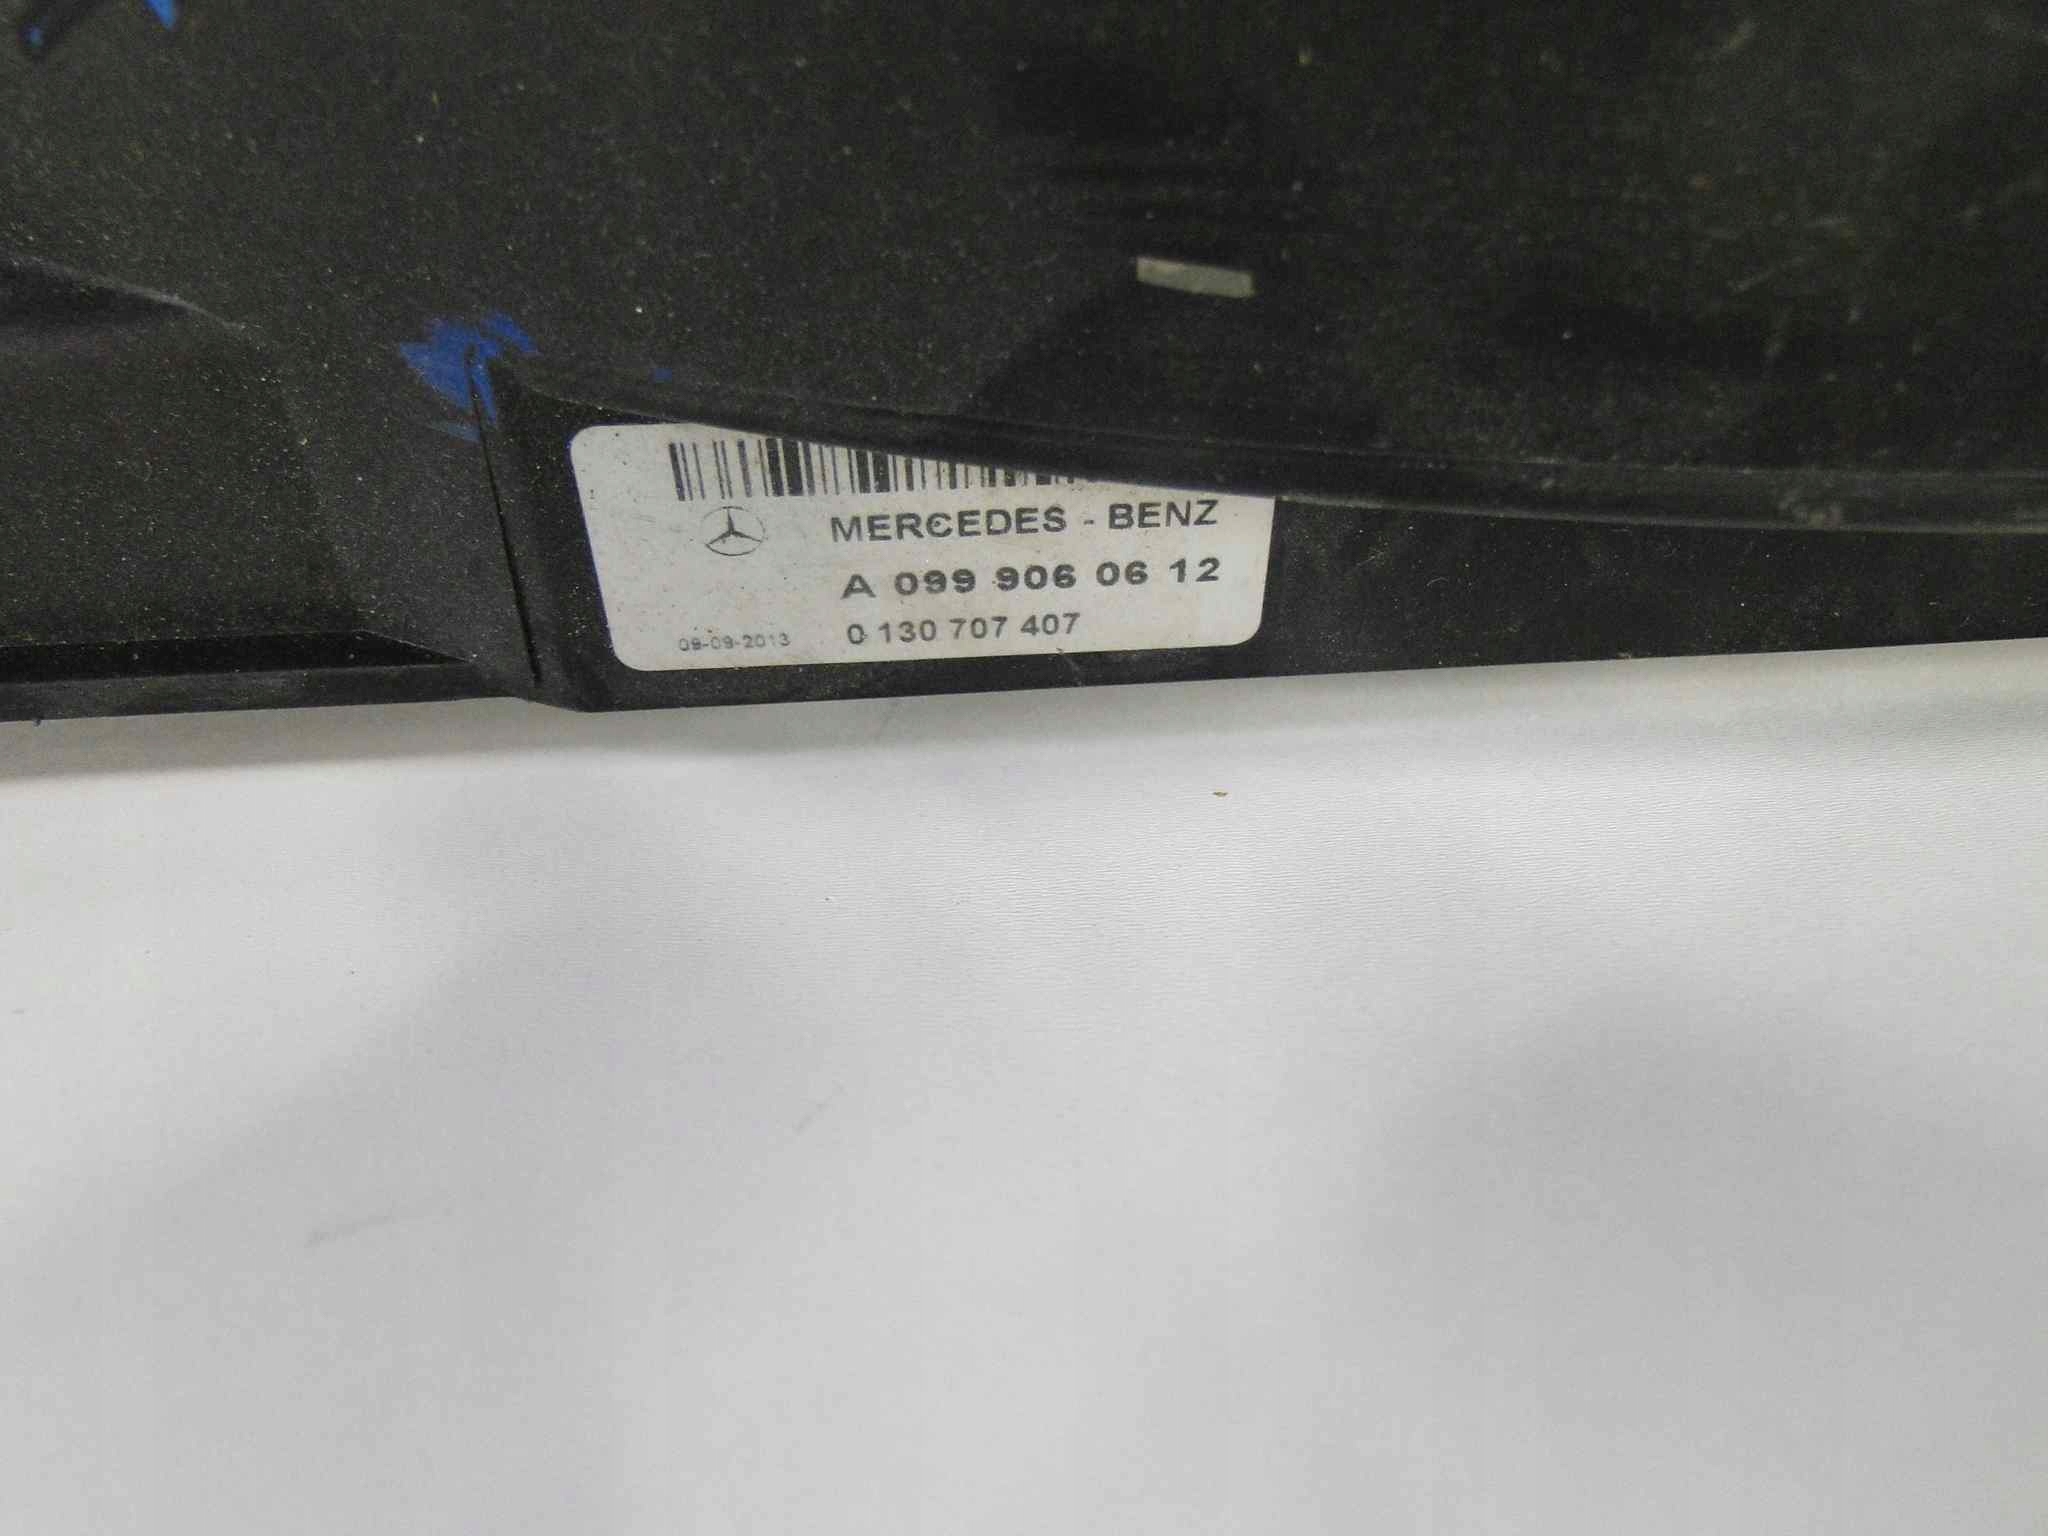 MERCEDES - BENZ
A 099 906 06 12
09-09-2013 0 130 707 407